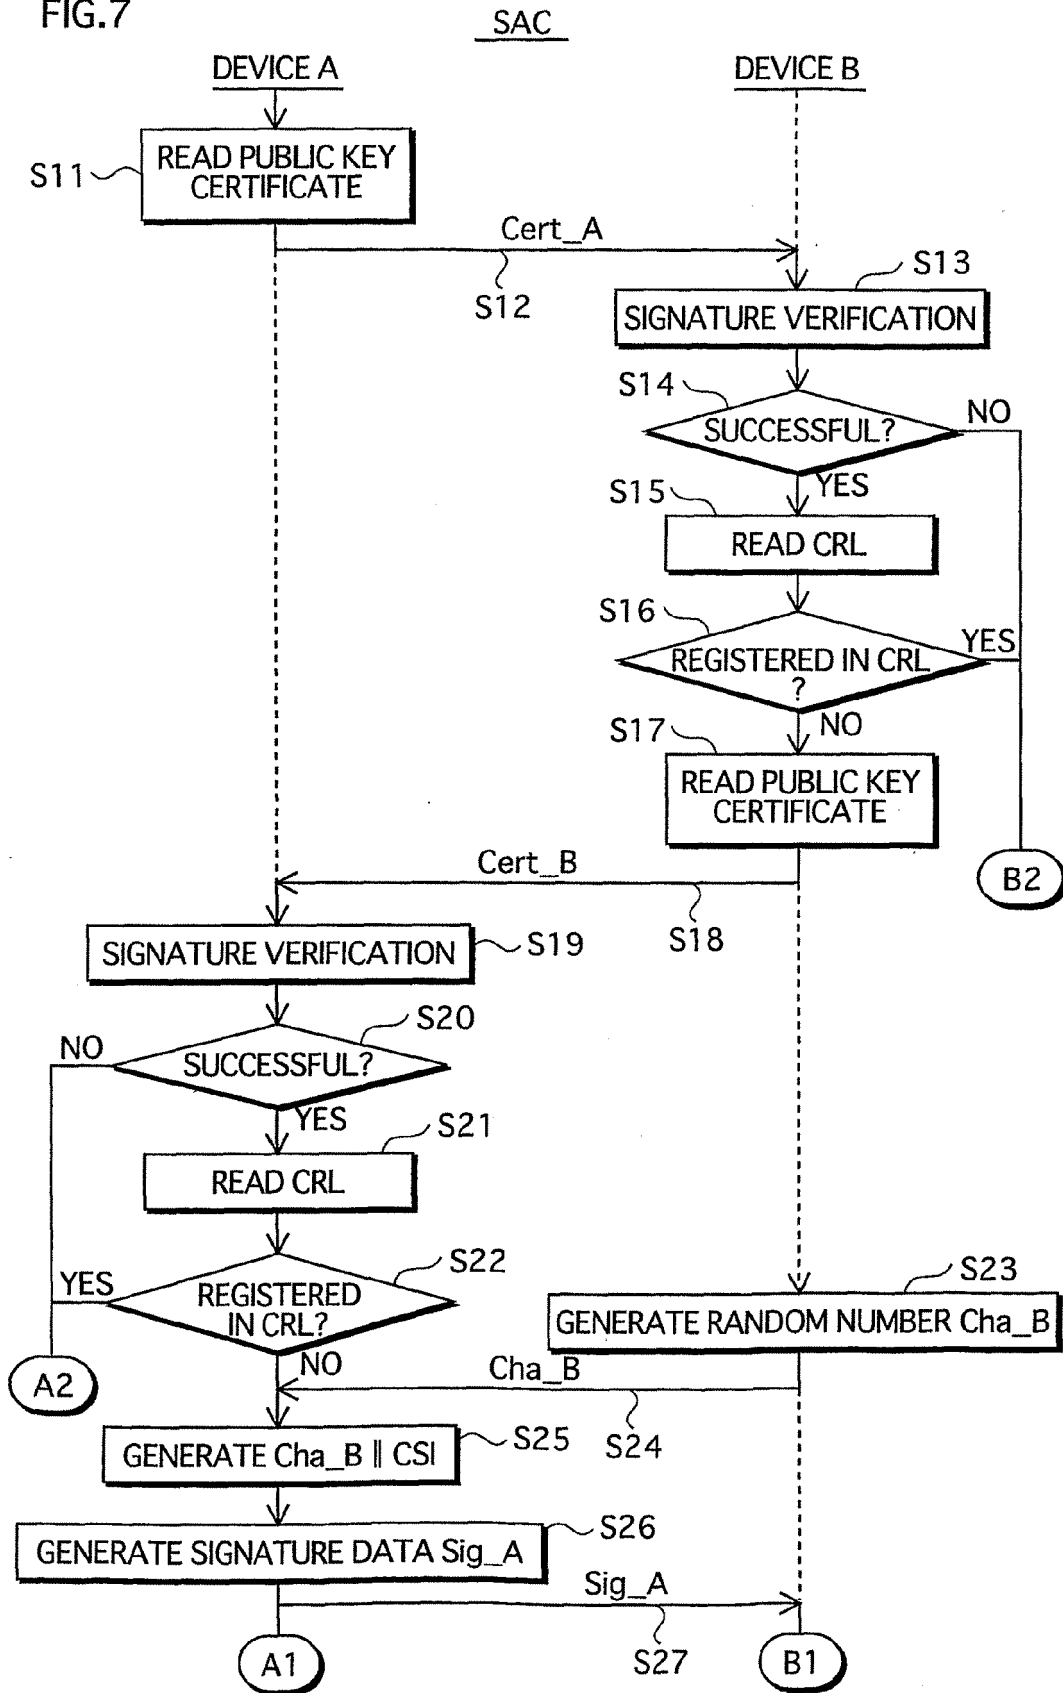 FIG.7
SAC
DEVICE A
DEVICE B
S11
READ PUBLIC KEY
CERTIFICATE
Cert_A
S12
S13
SIGNATURE VERIFICATION
S14
SUCCESSFUL?
NO
YES
S15
READ CRL
S16
REGISTERED IN CRL
?
YES
NO
S17
READ PUBLIC KEY
CERTIFICATE
B2
Cert_B
S18
SIGNATURE VERIFICATION
S19
S20
NO
SUCCESSFUL?
YES
S21
READ CRL
S22
YES
REGISTERED
IN CRL?
NO
A2
S23
GENERATE RANDOM NUMBER Cha_B
Cha_B
S24
S25
GENERATE Cha_B || CSI
S26
GENERATE SIGNATURE DATA Sig_A
Sig_A
S27
A1
B1